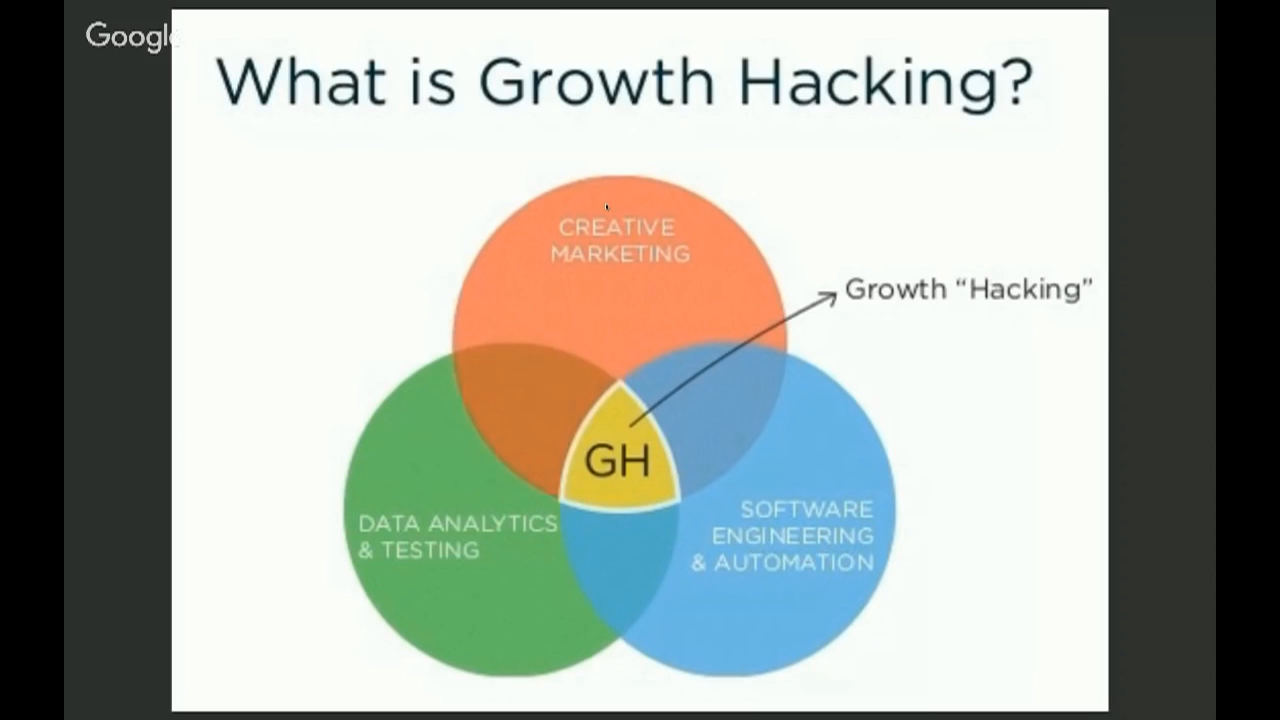 Google
What is Growth Hacking?
CREATIVE
MARKETING
Growth “Hacking”
GH
DATA ANALYTICS
& TESTING
SOFTWARE
ENGINEERING
& AUTOMATION